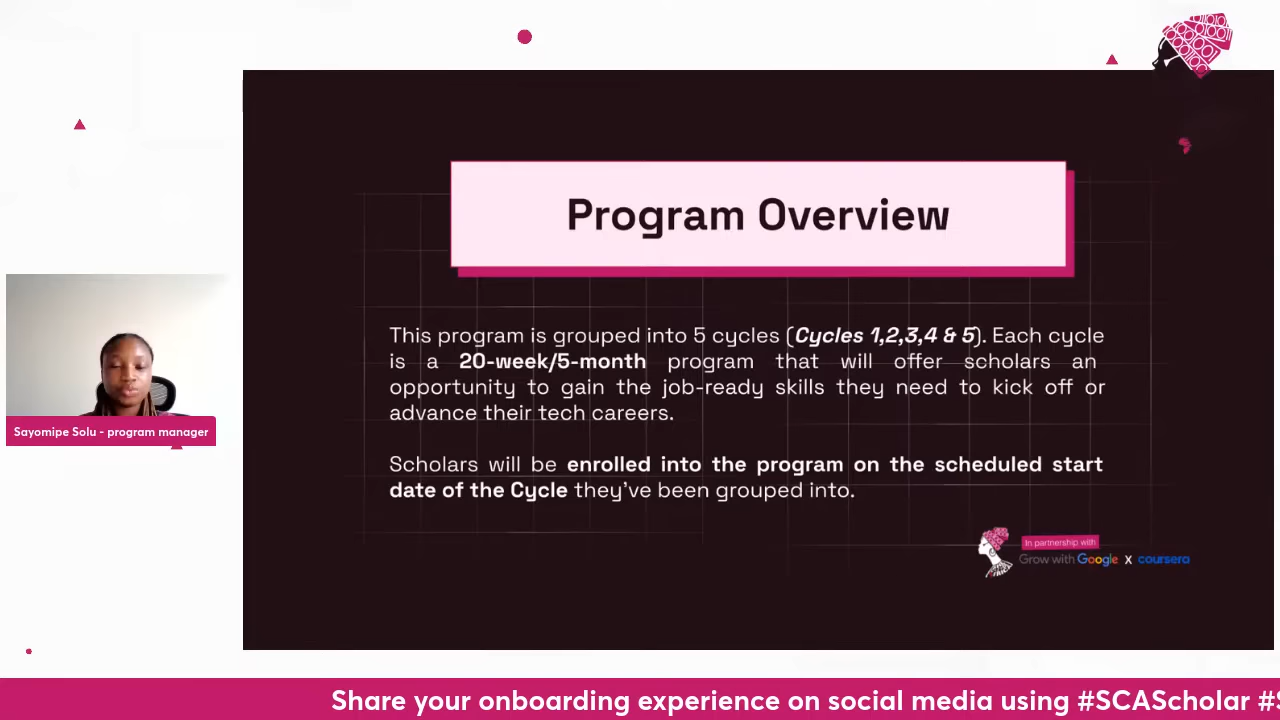 Program Overview
This program is grouped into 5 cycles (Cycles 1,2,3,4 & 5). Each cycle
is a 20-week/5-month program that will offer scholars an
opportunity to gain the job-ready skills they need to kick off or
advance their tech careers.
Scholars will be enrolled into the program on the scheduled start
date of the Cycle they've been grouped into.
In partnership with
Grow with Google X coursera
Sayomipe Solu - program manager
Share your onboarding experience on social media using #SCAScholar #